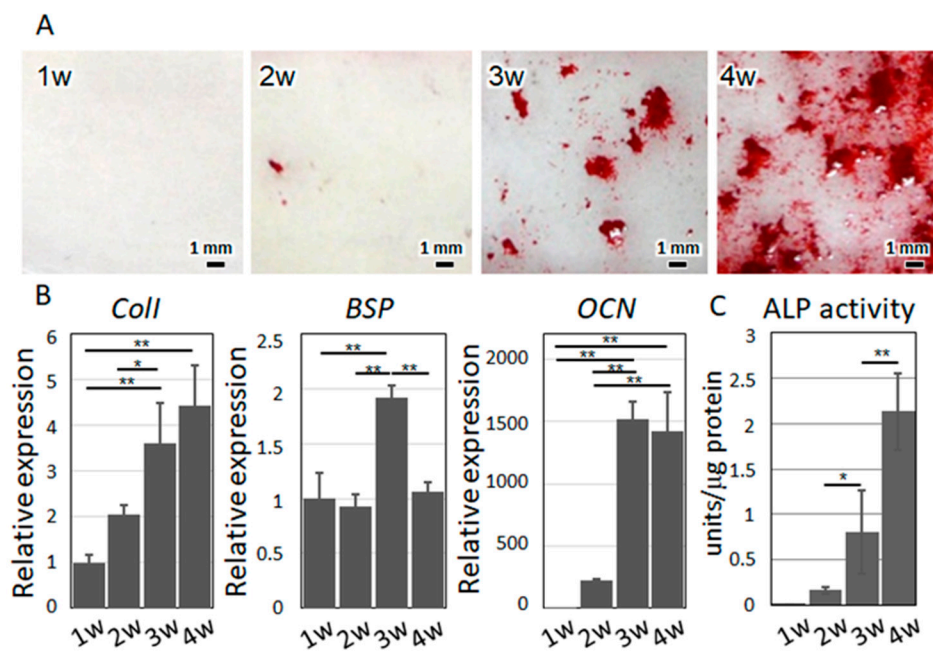 A
1w
2w
3w
4w
1 mm
1 mm
1 mm
1 mm
B
ColI
BSP
OCN
C
ALP activity
Relative expression
6
5
4
3
2
1
0
**
*
**
1w
2w
3w
4w
Relative expression
2.5
2
1.5
1
0.5
0
**
**
**
1w
2w
3w
4w
Relative expression
2000
1500
1000
500
0
**
**
**
**
1w
2w
3w
4w
units/µg protein
3
2.5
2
1.5
1
0.5
0
**
*
1w
2w
3w
4w